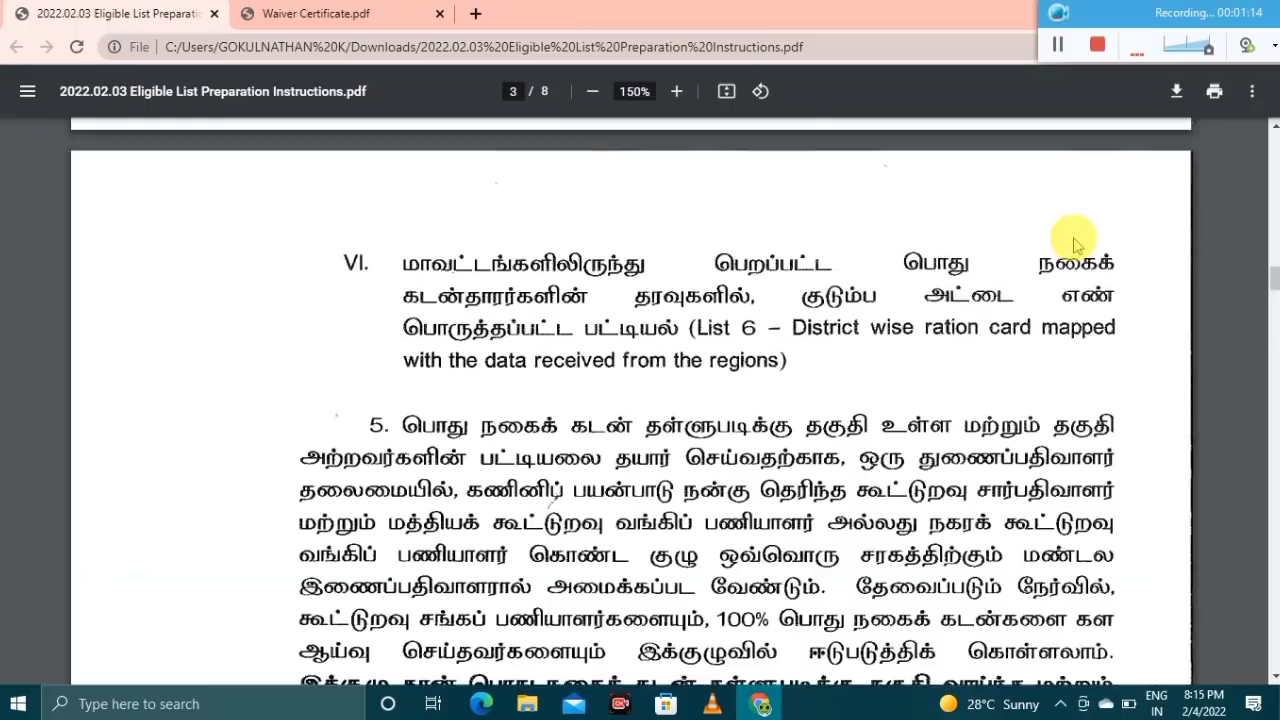 2022.02.03 Eligible List Preparati
Waiver Certificate.pdf
Recording... 00:01:14
File
C:/Users/GOKULNATHAN%20K/Downloads/2022.02.03%20Eligible%20List%20Preparation%20Instructions.pdf
2022.02.03 Eligible List Preparation Instructions.pdf
3 / 8
150%
VI. மாவட்டங்களிலிருந்து பெறப்பட்ட பொது நகைக்
கடன்தாரர்களின் தரவுகளில், குடும்ப அட்டை எண்
பொருத்தப்பட்ட பட்டியல் (List 6 – District wise ration card mapped
with the data received from the regions)
5. பொது நகைக் கடன் தள்ளுபடிக்கு தகுதி உள்ள மற்றும் தகுதி
அற்றவர்களின் பட்டியலை தயார் செய்வதற்காக, ஒரு துணைப்பதிவாளர்
தலைமையில், கணினிப் பயன்பாடு நன்கு தெரிந்த கூட்டுறவு சார்பதிவாளர்
மற்றும் மத்தியக் கூட்டுறவு வங்கிப் பணியாளர் அல்லது நகரக் கூட்டுறவு
வங்கிப் பணியாளர் கொண்ட குழு ஒவ்வொரு சரகத்திற்கும் மண்டல
இணைப்பதிவாளரால் அமைக்கப்பட வேண்டும். தேவைப்படும் நேர்வில்,
கூட்டுறவு சங்கப் பணியாளர்களையும், 100% பொது நகைக் கடன்களை கள
ஆய்வு செய்தவர்களையும் இக்குழுவில் ஈடுபடுத்திக் கொள்ளலாம்.
Type here to search
28°C Sunny
ENG
IN
8:15 PM
2/4/2022